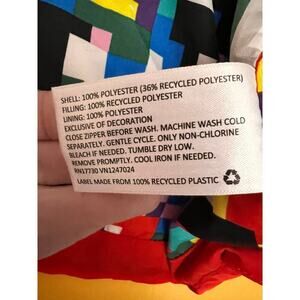 SHELL: 100% POLYESTER (36% RECYCLED POLYESTER)
FILLING: 100% RECYCLED POLYESTER
LINING: 100% POLYESTER
EXCLUSIVE OF DECORATION
CLOSE ZIPPER BEFORE WASH. MACHINE WASH COLD
SEPARATELY. GENTLE CYCLE. ONLY NON-CHLORINE
BLEACH IF NEEDED. TUMBLE DRY LOW.
REMOVE PROMPTLY. COOL IRON IF NEEDED.
RN17730 VN1247024
LABEL MADE FROM 100% RECYCLED PLASTIC